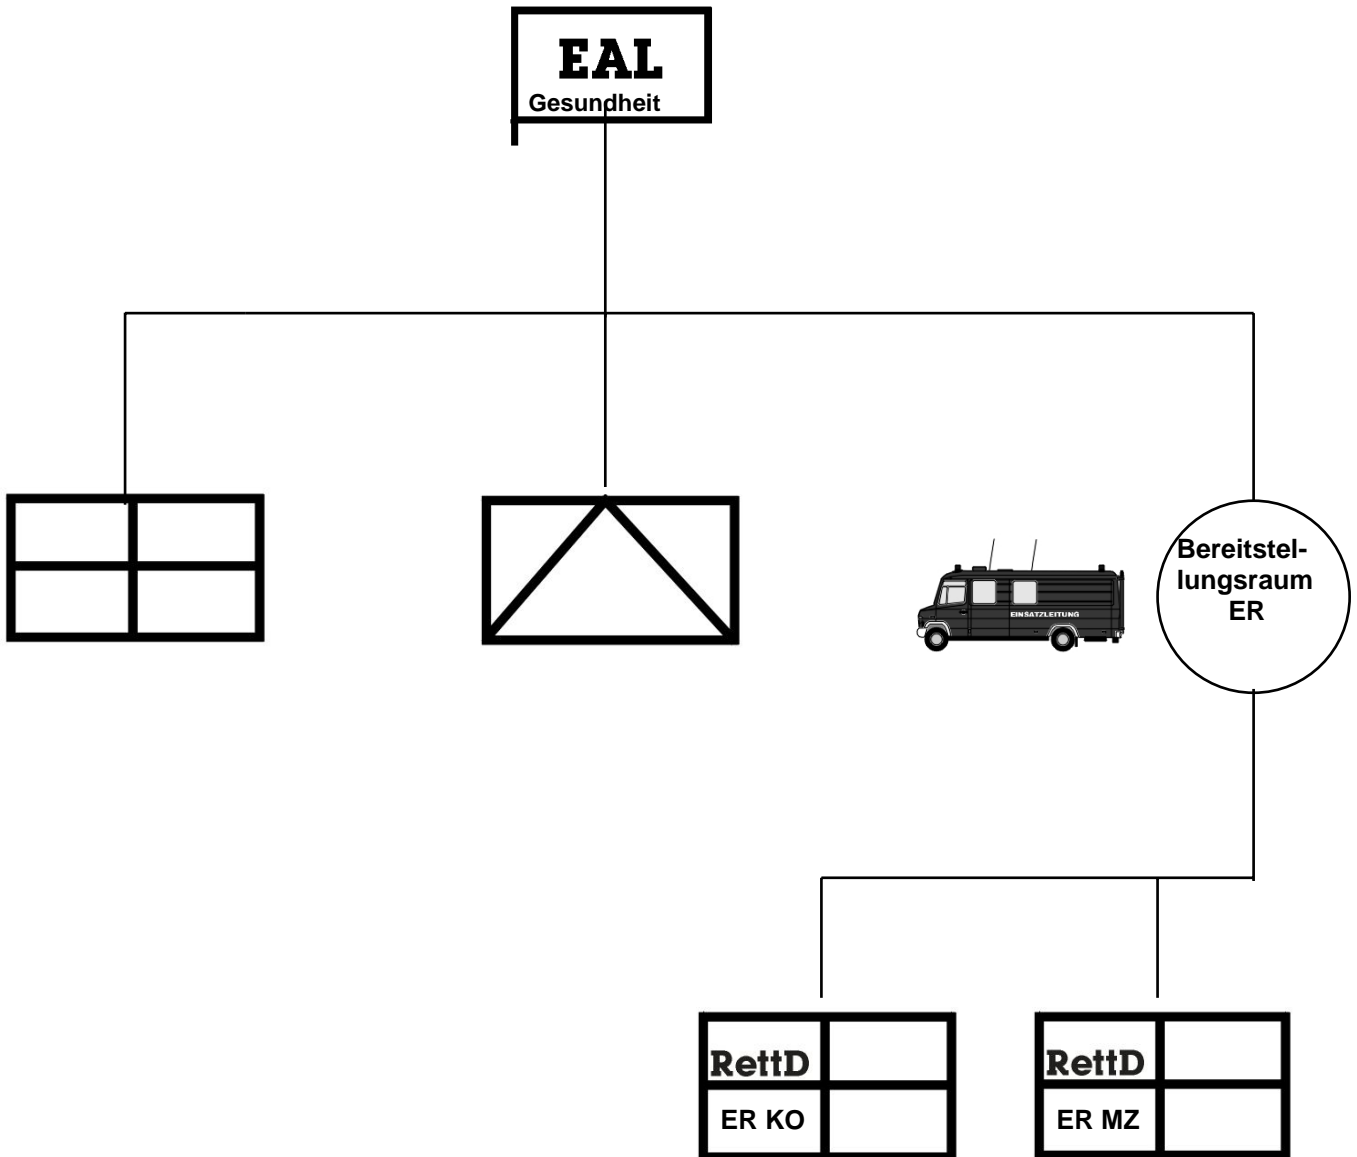 EAL
Gesundheit
EINSATZLEITUNG
Bereitstel-
lungsraum
ER
RettD
ER KO
RettD
ER MZ